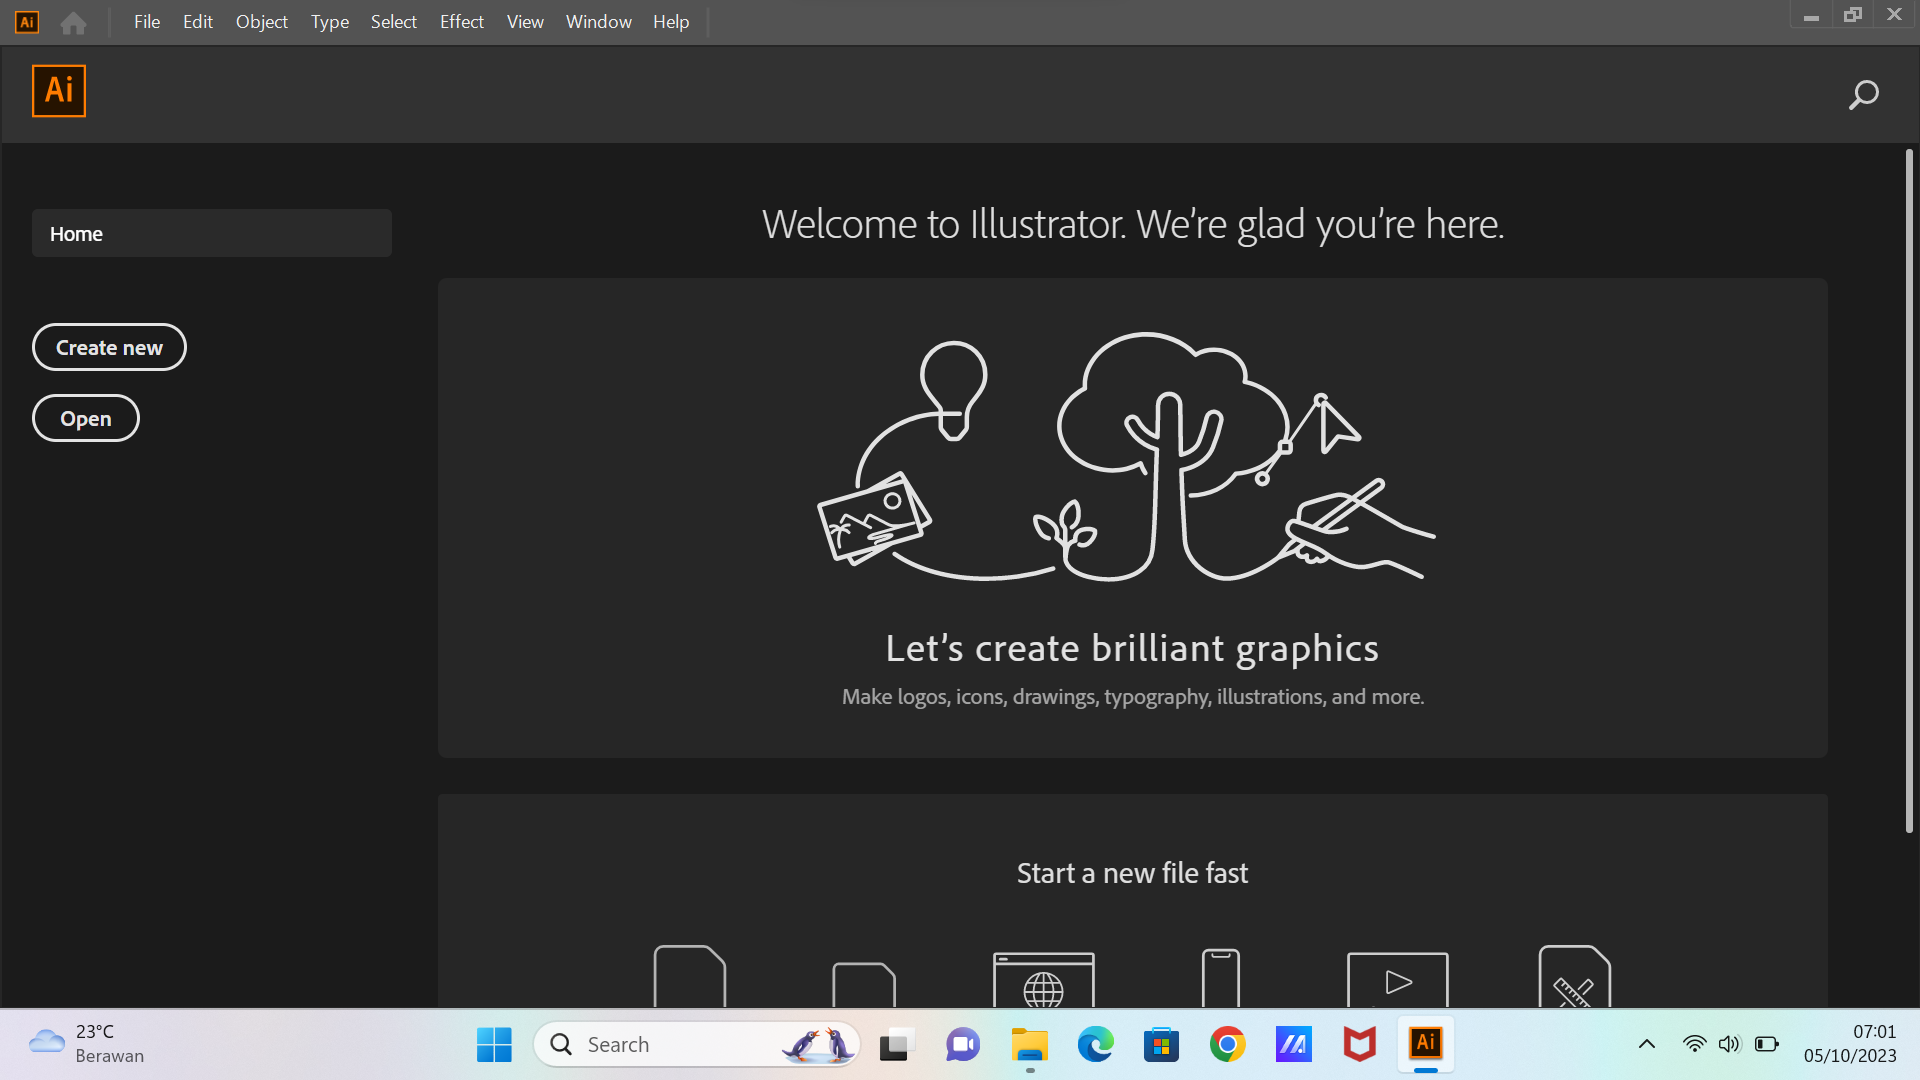 Ai File Edit Object Type Select Effect View Window Help
Ai
Home
Welcome to Illustrator. We're glad you're here.
Create new
Open
Let's create brilliant graphics
Make logos, icons, drawings, typography, illustrations, and more.
Start a new file fast
23°C
Berawan
Search
Ai
07:01
05/10/2023